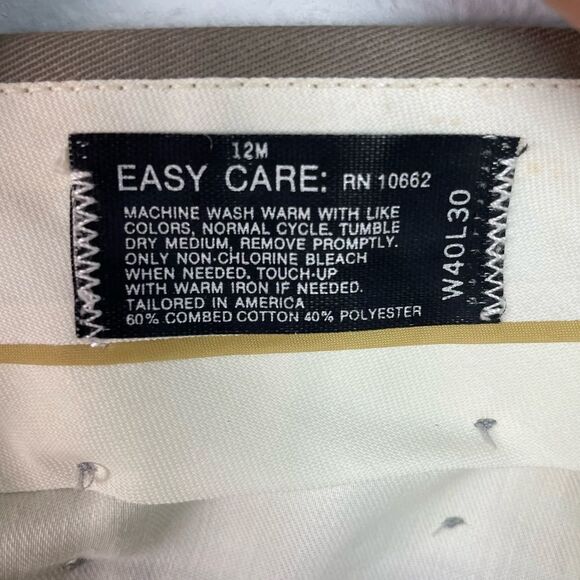 12M
EASY CARE: RN 10662
MACHINE WASH WARM WITH LIKE
COLORS, NORMAL CYCLE. TUMBLE
DRY MEDIUM, REMOVE PROMPTLY.
ONLY NON-CHLORINE BLEACH
WHEN NEEDED. TOUCH-UP
WITH WARM IRON IF NEEDED.
TAILORED IN AMERICA
60% COMBED COTTON 40% POLYESTER
W40L30